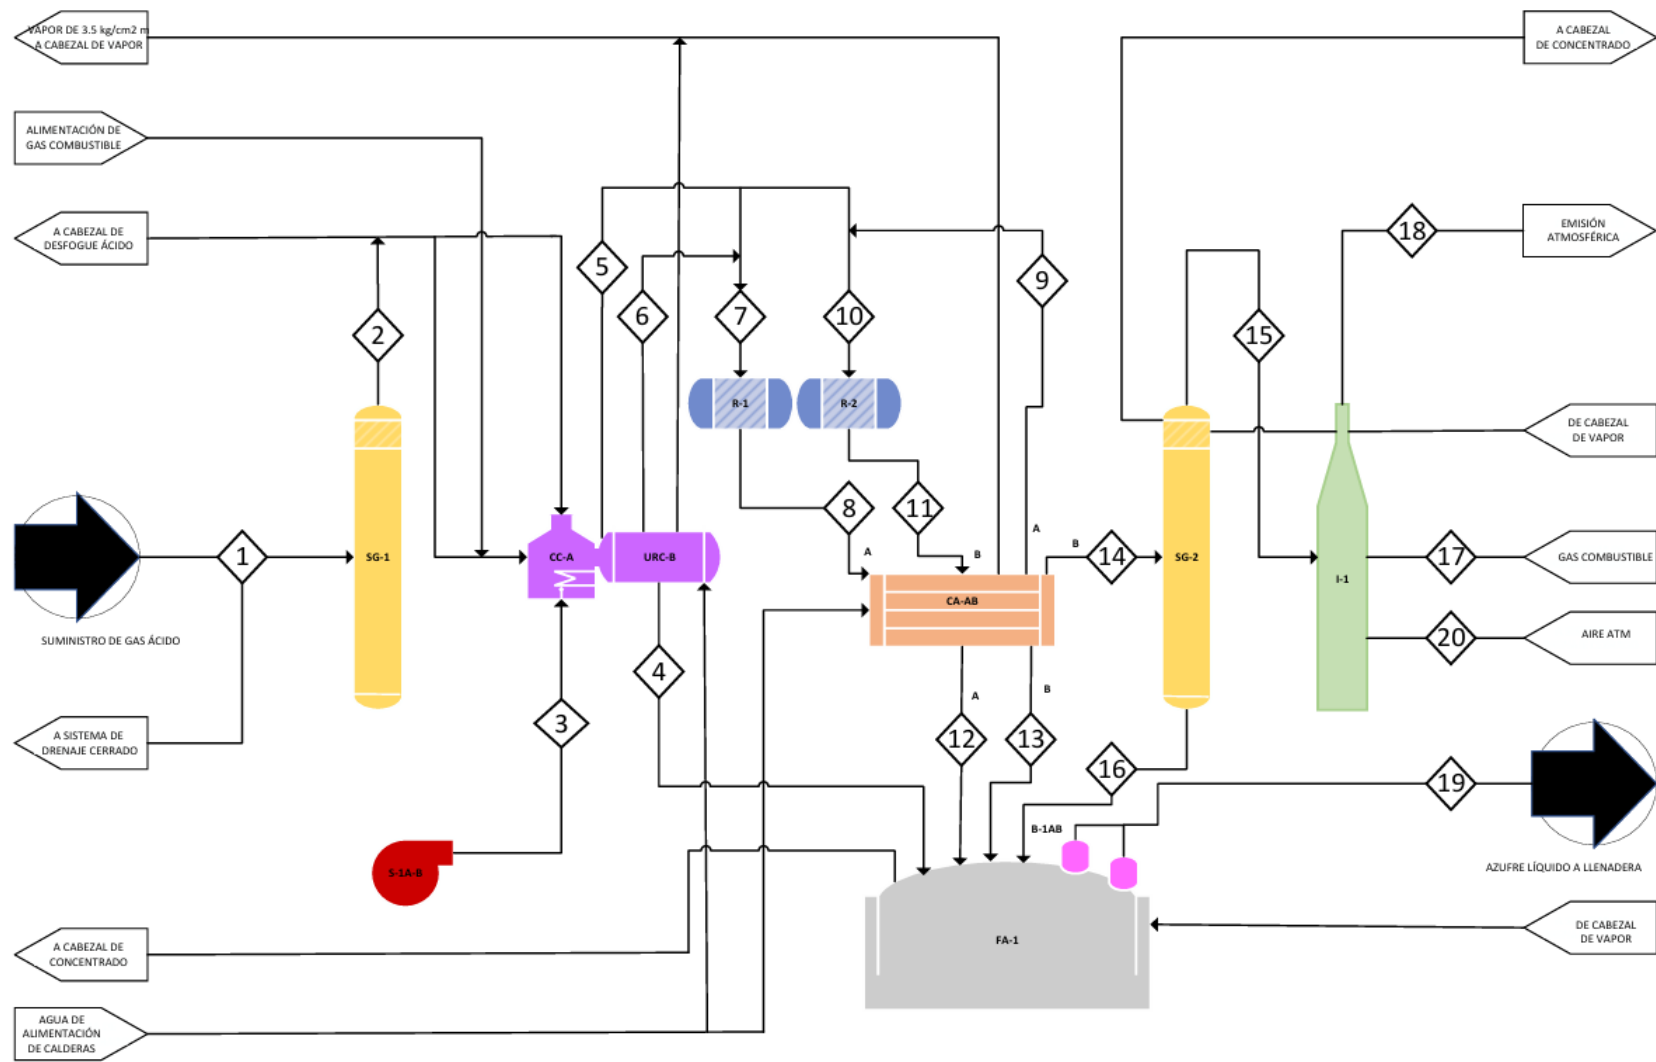 VAPOR DE 3.5 kg/cm2 m
A CABEZAL DE VAPOR
A CABEZAL
DE CONCENTRADO
ALIMENTACIÓN DE
GAS COMBUSTIBLE
A CABEZAL DE
DESFOGUE ÁCIDO
18
EMISIÓN
ATMOSFÉRICA
5
9
6
7
10
2
15
R-1
R-2
DE CABEZAL
DE VAPOR
8
11
A
B
A
B
1
SG-1
CC-A
URC-B
14
SG-2
I-1
17
GAS COMBUSTIBLE
CA-AB
SUMINISTRO DE GAS ÁCIDO
20
AIRE ATM
4
A
B
3
12
13
A SISTEMA DE
DRENAJE CERRADO
16
19
B-1AB
S-1A-B
AZUFRE LÍQUIDO A LLENADERA
FA-1
DE CABEZAL
DE VAPOR
A CABEZAL DE
CONCENTRADO
AGUA DE
ALIMENTACIÓN
DE CALDERAS